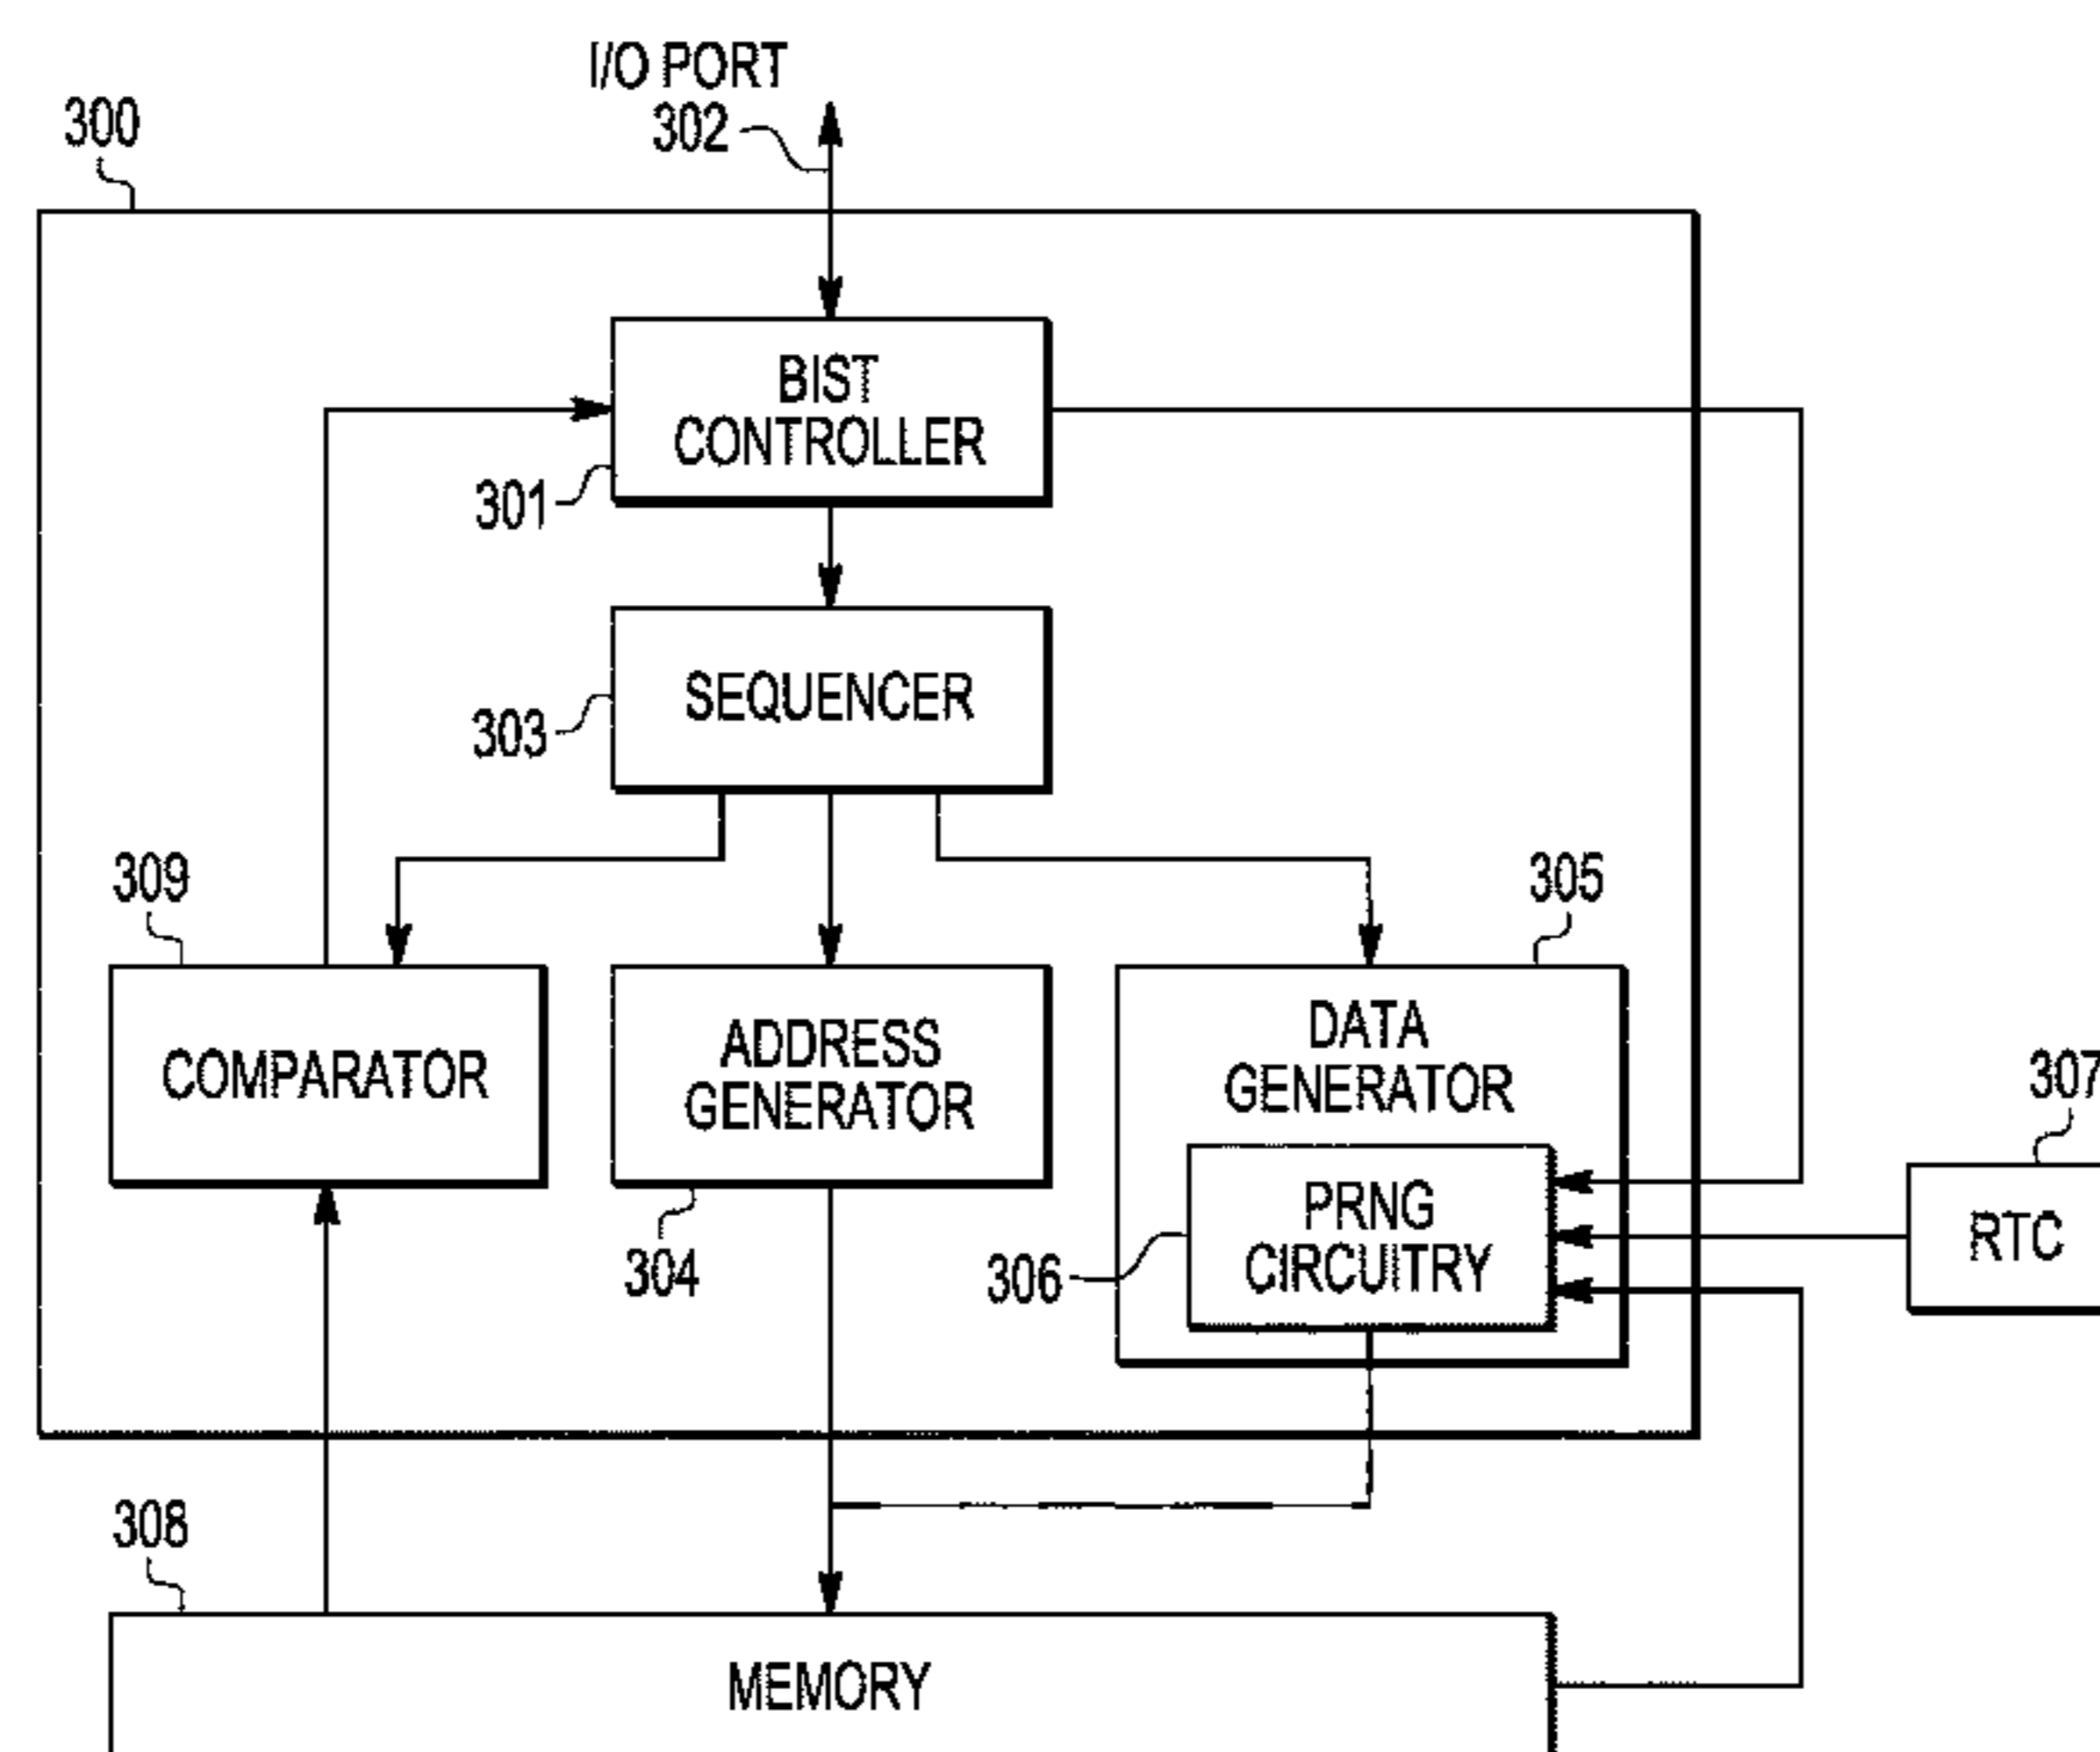 I/O PORT
302
300
BIST
CONTROLLER
301
SEQUENCER
303
309
305
COMPARATOR
ADDRESS
GENERATOR
DATA
GENERATOR
307
304
306
PRNG
CIRCUITRY
RTC
308
MEMORY